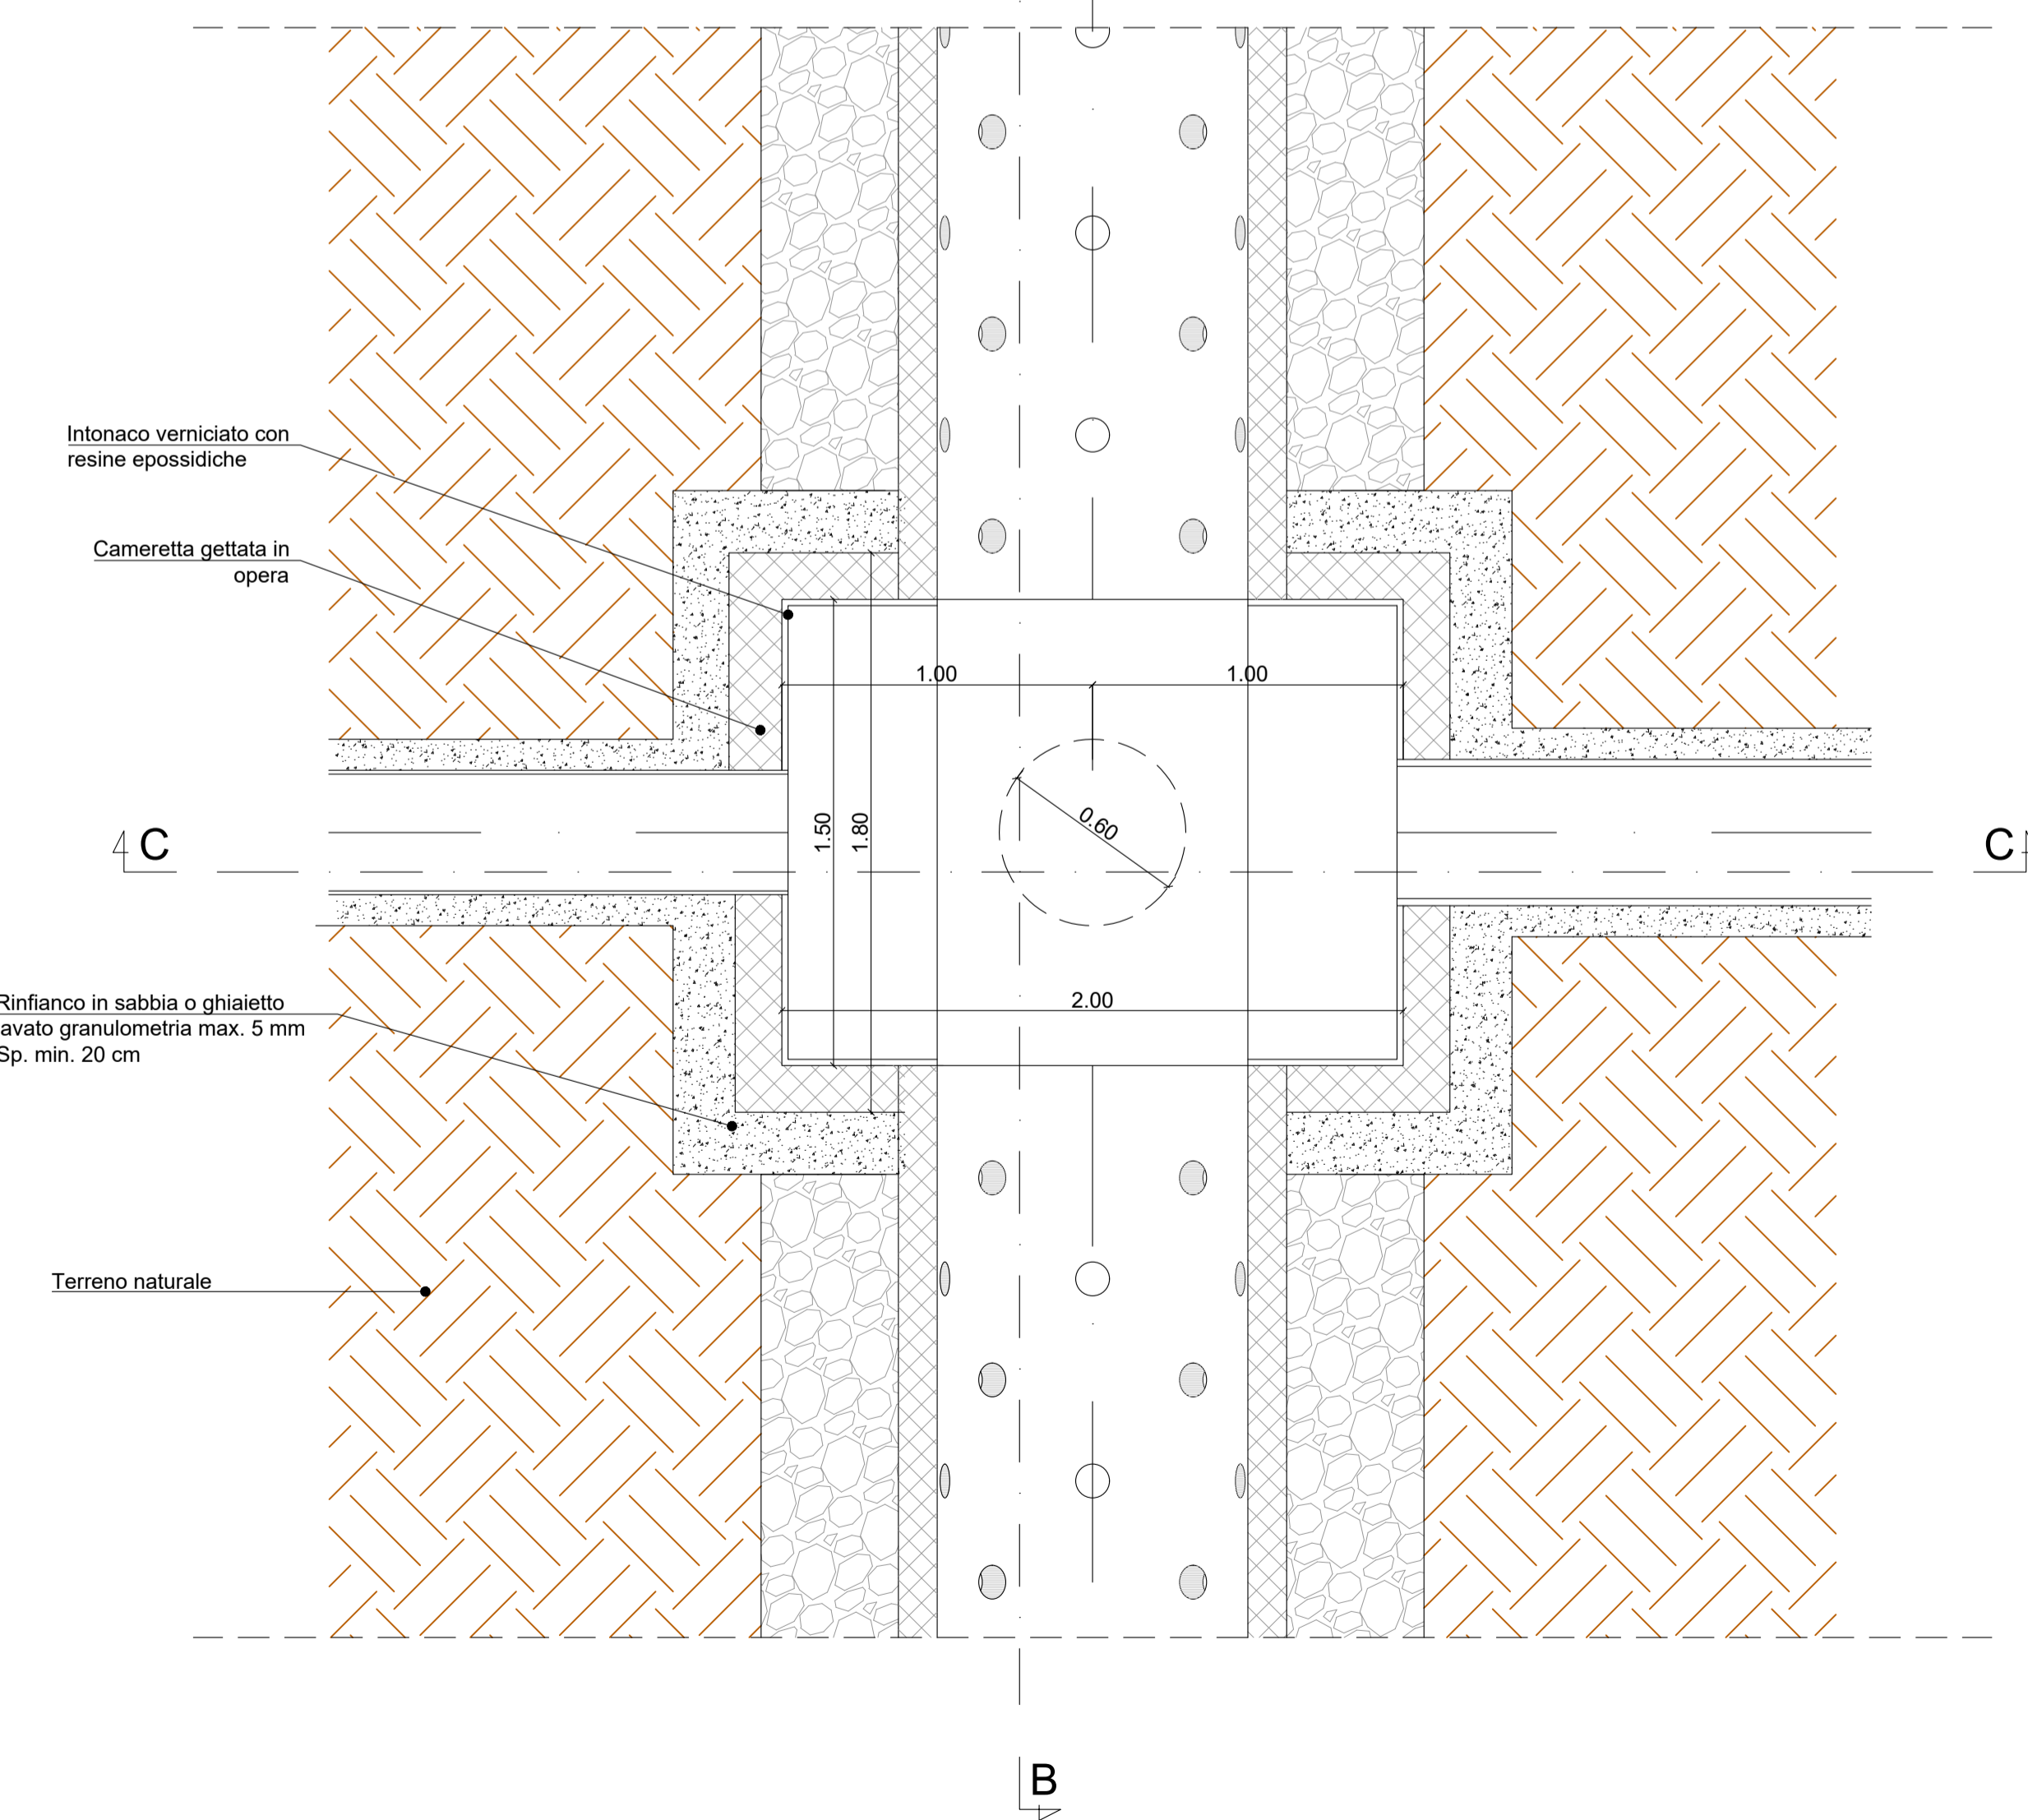 Intonaco verniciato con
resine epossidiche
Cameretta gettata in
opera
1.00
1.00
0.60
1.50
1.80
C
C
2.00
Rinfianco in sabbia o ghiaietto
lavato granulometria max. 5 mm
Sp. min. 20 cm
Terreno naturale
B